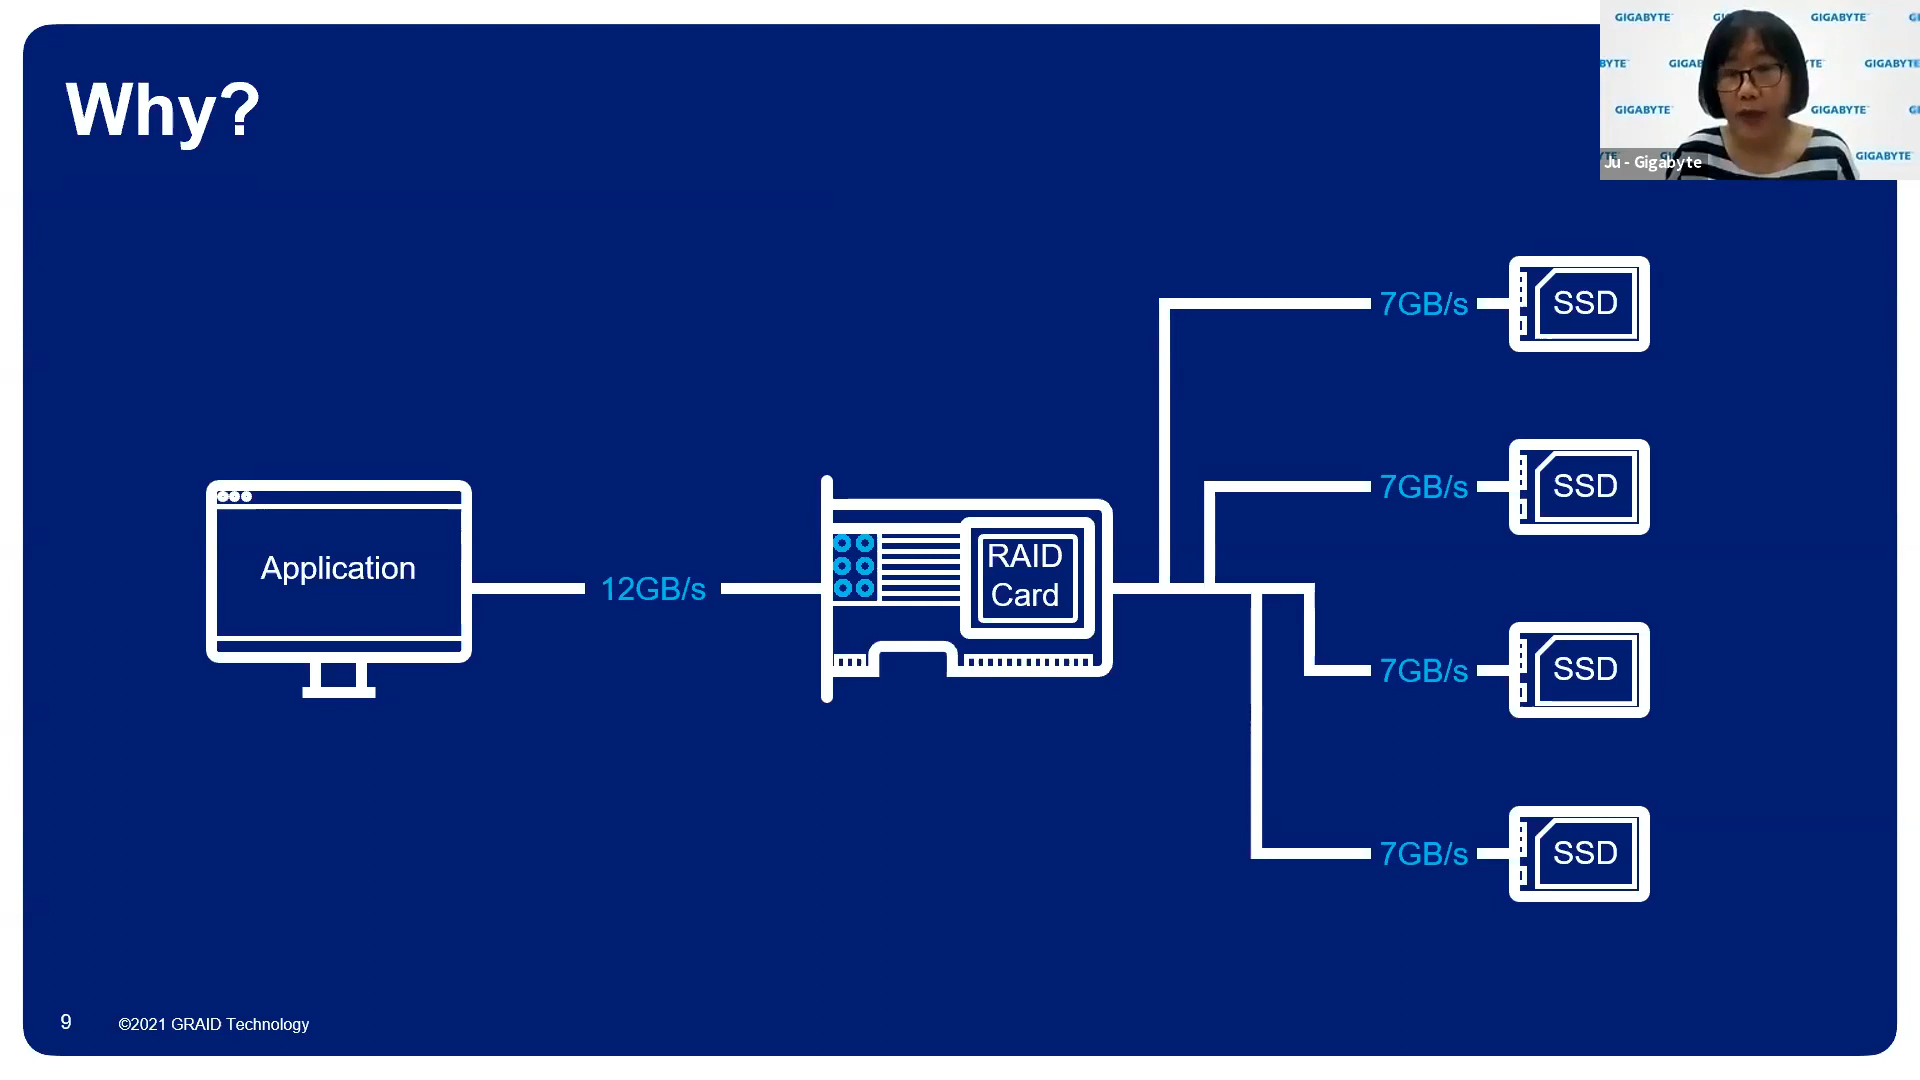 Why?
GIGABYTE GIGABYTE
GIGABYTE
GIGABYTE GIGABYTE
GIGABYTE
Ju - Gigabyte
7GB/s SSD
7GB/s SSD
Application
12GB/s
RAID
Card
7GB/s SSD
7GB/s SSD
9 ©2021 GRAID Technology